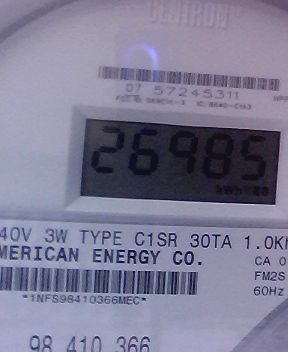 CENTRON
07 57245311
26985
kWh
40V 3W TYPE C1SR 30TA 1.0K
MERICAN ENERGY CO.
CA 0
FM2S
60Hz
*1NFS98410366MEC*
98 410 366